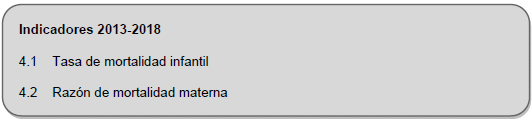 Indicadores 2013-2018
4.1 Tasa de mortalidad infantil
4.2 Razón de mortalidad materna